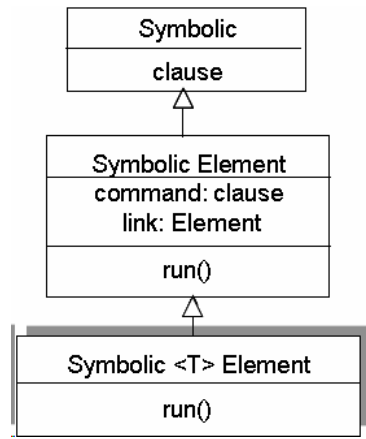 Symbolic
clause
Symbolic Element
command: clause
link: Element
run()
Symbolic <T> Element
run()